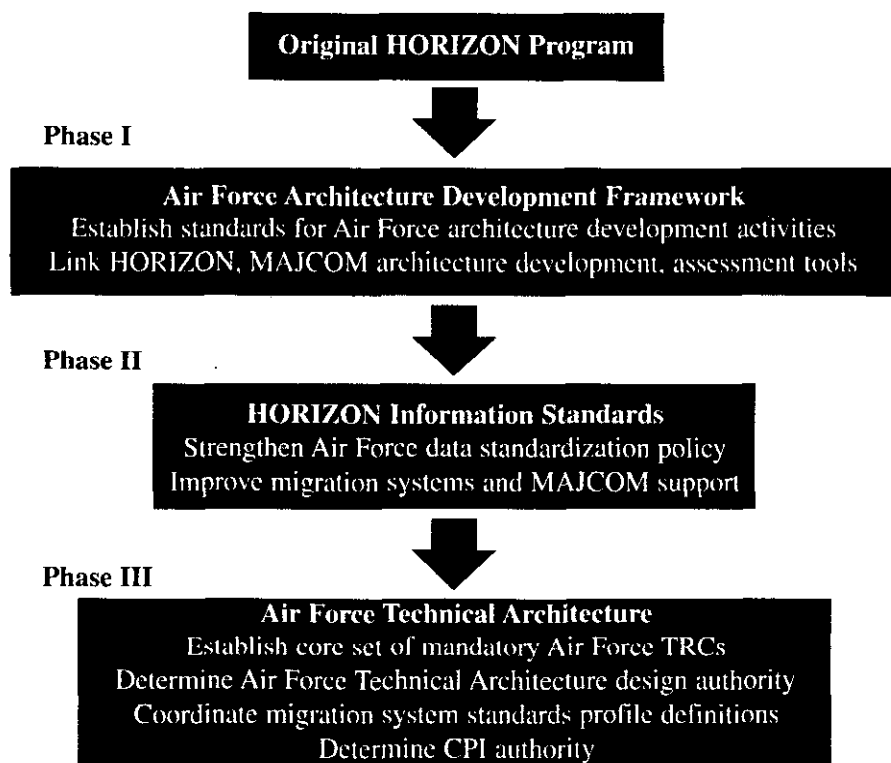 Original HORIZON Program
Phase I
Air Force Architecture Development Framework
Establish standards for Air Force architecture development activities
Link HORIZON, MAJCOM architecture development, assessment tools
Phase II
HORIZON Information Standards
Strengthen Air Force data standardization policy
Improve migration systems and MAJCOM support
Phase III
Air Force Technical Architecture
Establish core set of mandatory Air Force TRCs
Determine Air Force Technical Architecture design authority
Coordinate migration system standards profile definitions
Determine CPI authority